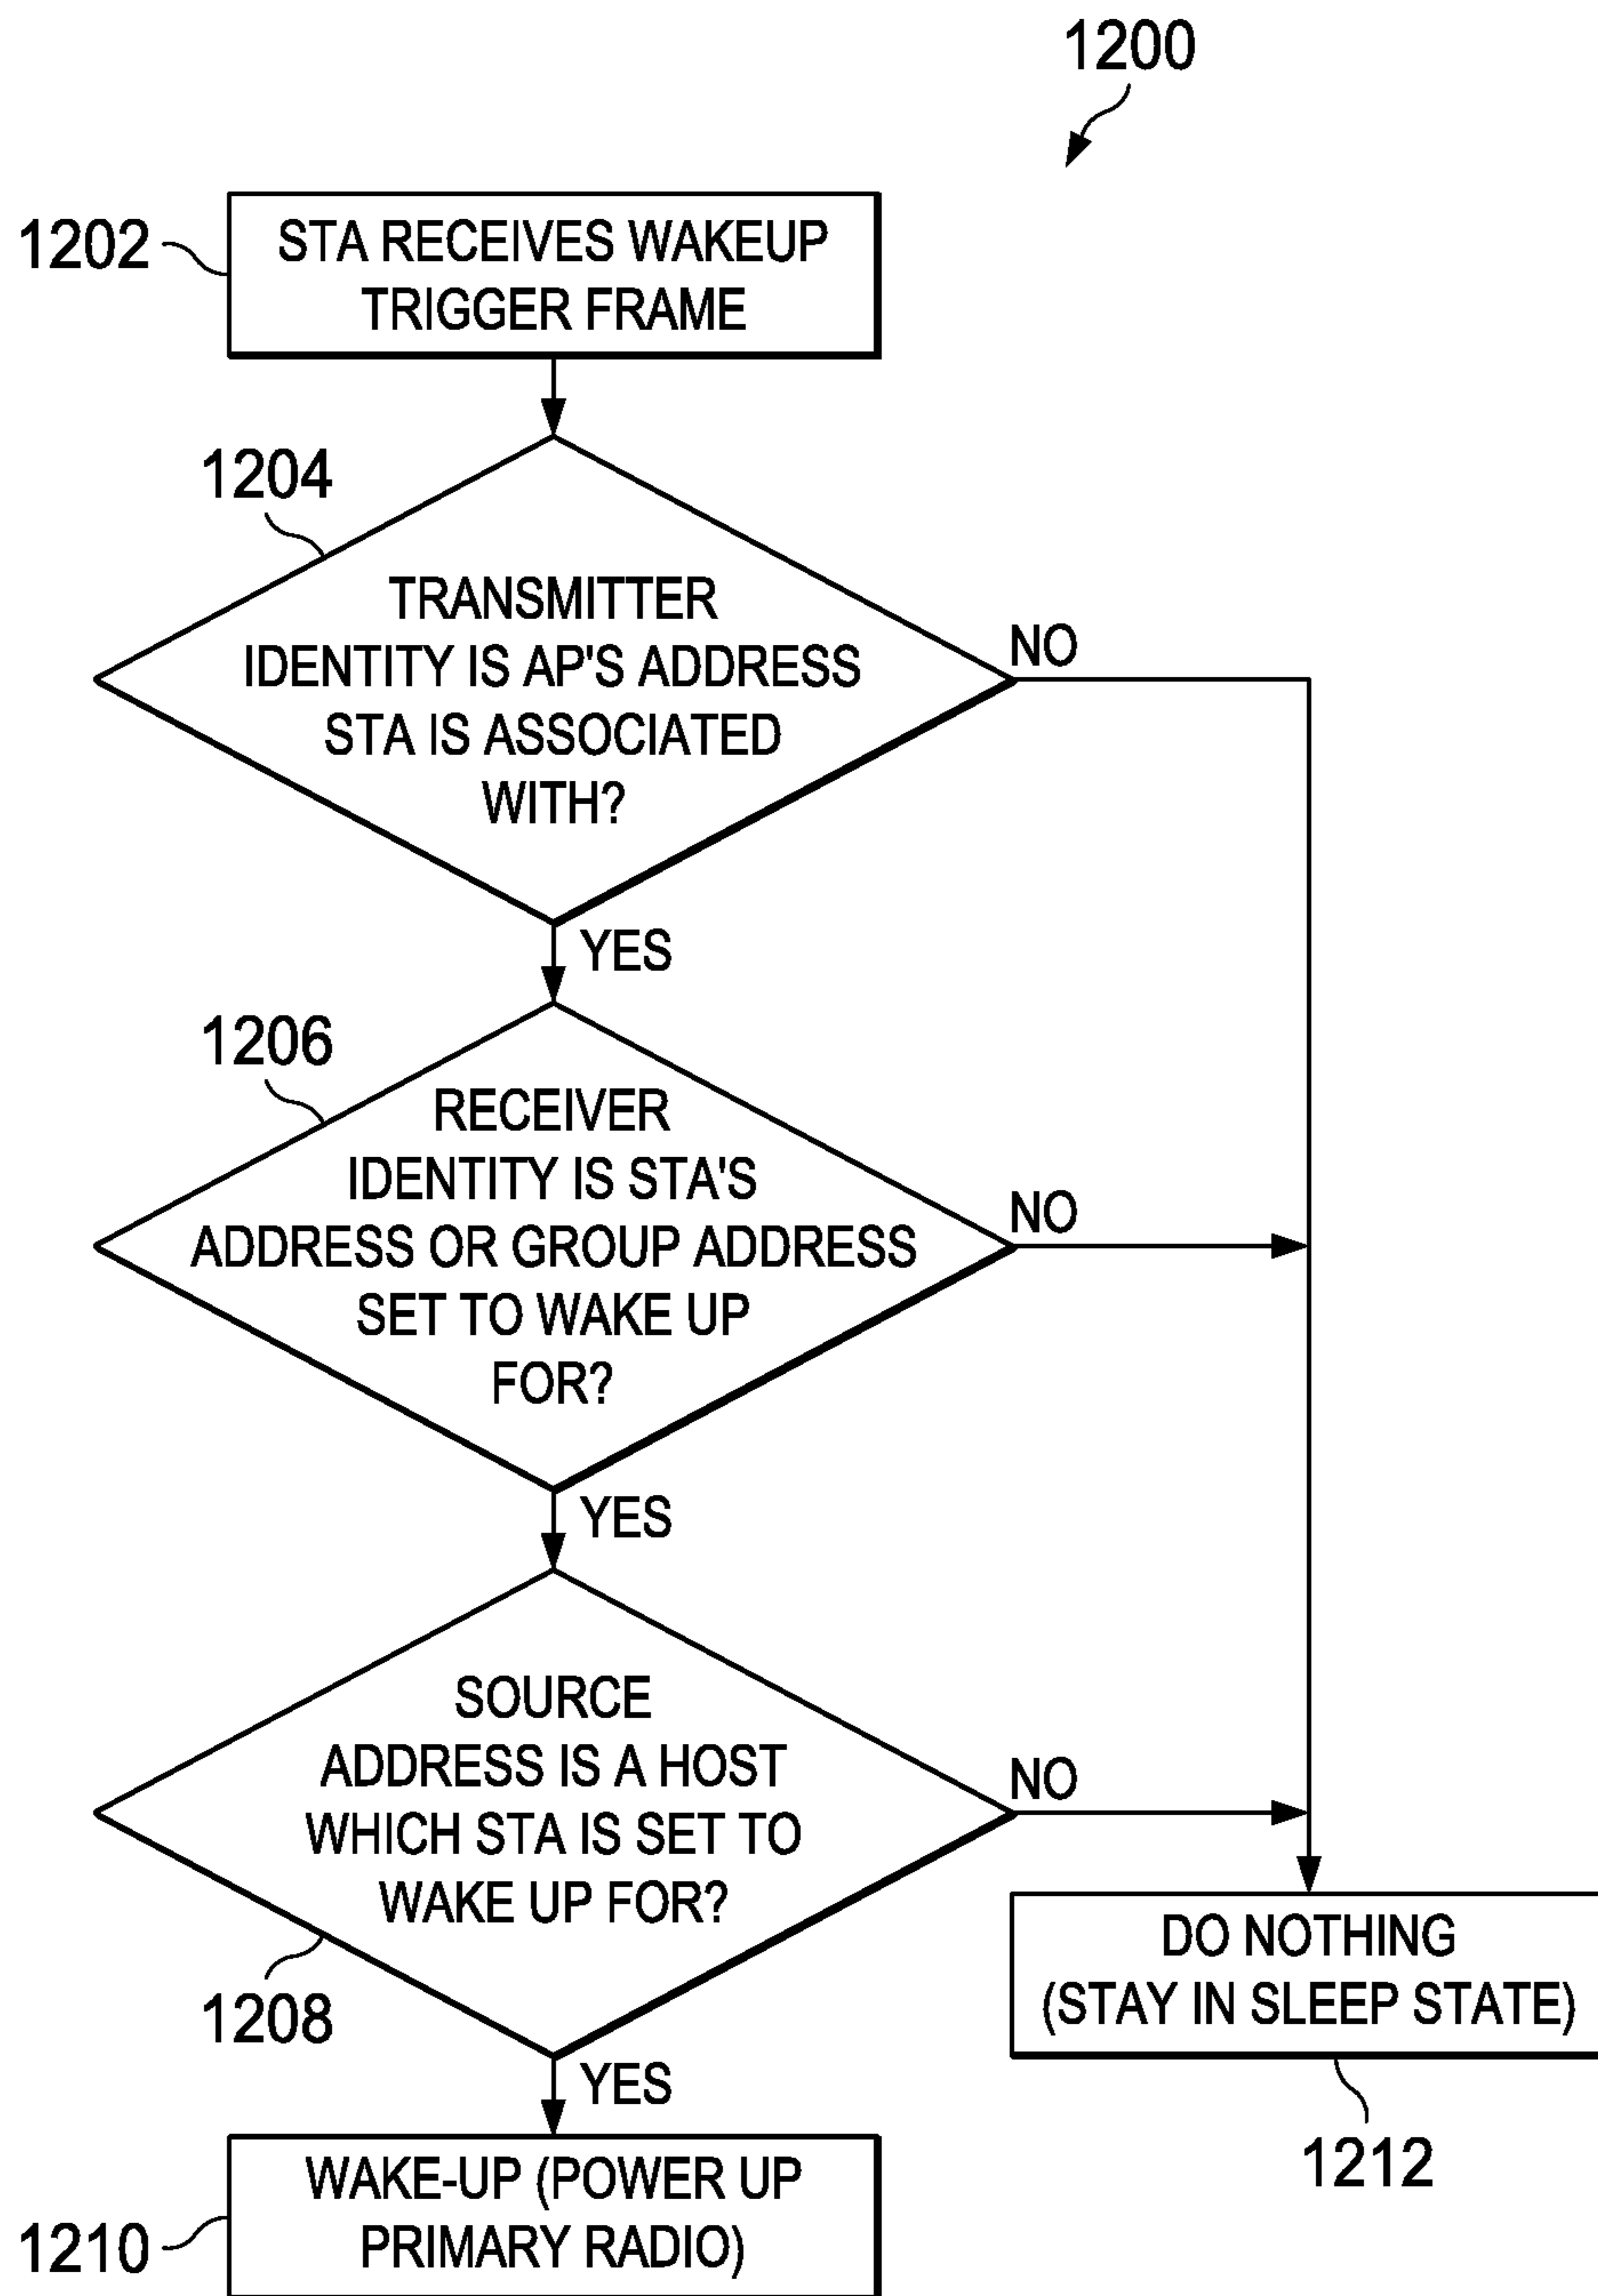 1200
1202
STA RECEIVES WAKEUP
TRIGGER FRAME
1204
TRANSMITTER
IDENTITY IS AP'S ADDRESS
STA IS ASSOCIATED
WITH?
NO
YES
1206
RECEIVER
IDENTITY IS STA'S
ADDRESS OR GROUP ADDRESS
SET TO WAKE UP
FOR?
NO
YES
SOURCE
ADDRESS IS A HOST
WHICH STA IS SET TO
WAKE UP FOR?
NO
1208
YES
DO NOTHING
(STAY IN SLEEP STATE)
1212
WAKE-UP (POWER UP
PRIMARY RADIO)
1210